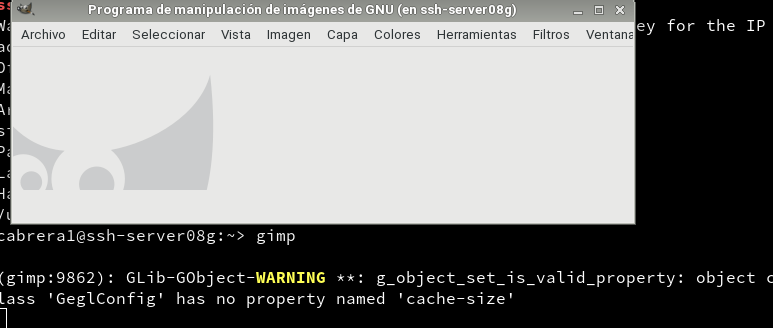 Programa de manipulación de imágenes de GNU (en ssh-server08g)
ey for the IP
Archivo Editar Seleccionar Vista Imagen Capa Colores Herramientas Filtros Ventana
cabrera1@ssh-server08g:~> gimp
(gimp:9862): GLib-GObject-WARNING **: g_object_set_is_valid_property: object c
lass 'GeglConfig' has no property named 'cache-size'